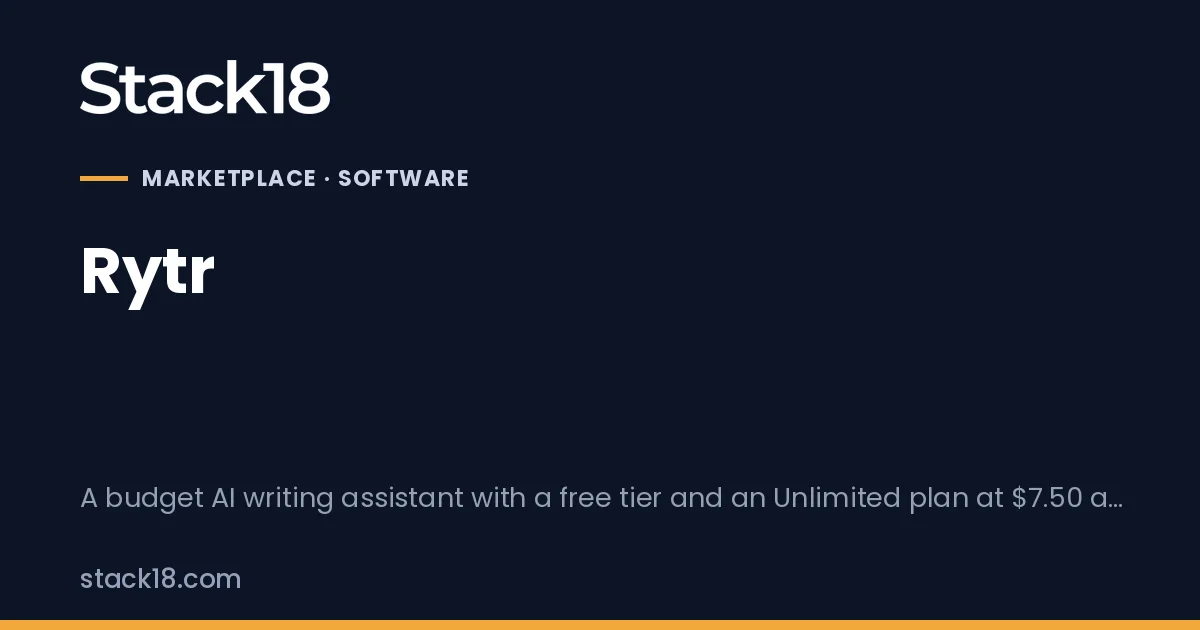 Stack18
MARKETPLACE · SOFTWARE
Rytr
A budget AI writing assistant with a free tier and an Unlimited plan at $7.50 a...
stack18.com